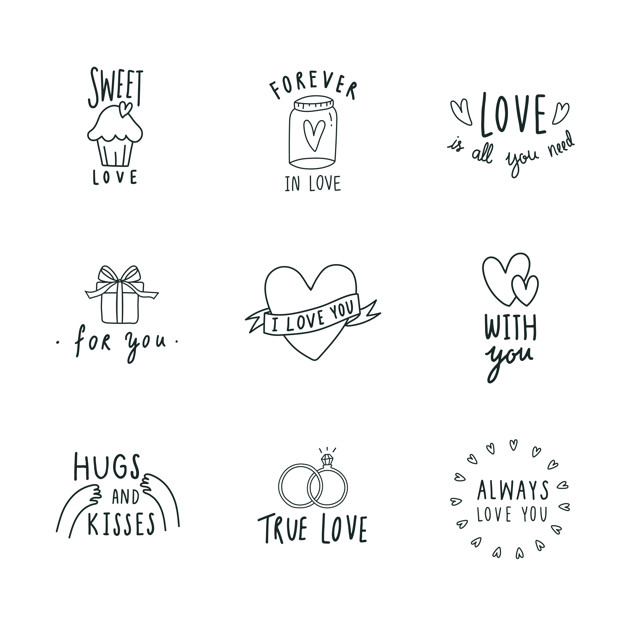 SWEET
LOVE
FOREVER
IN LOVE
LOVE
is all you need
· for you ·
I LOVE YOU
WITH
you
HUGS
AND
KISSES
TRUE LOVE
ALWAYS
LOVE YOU